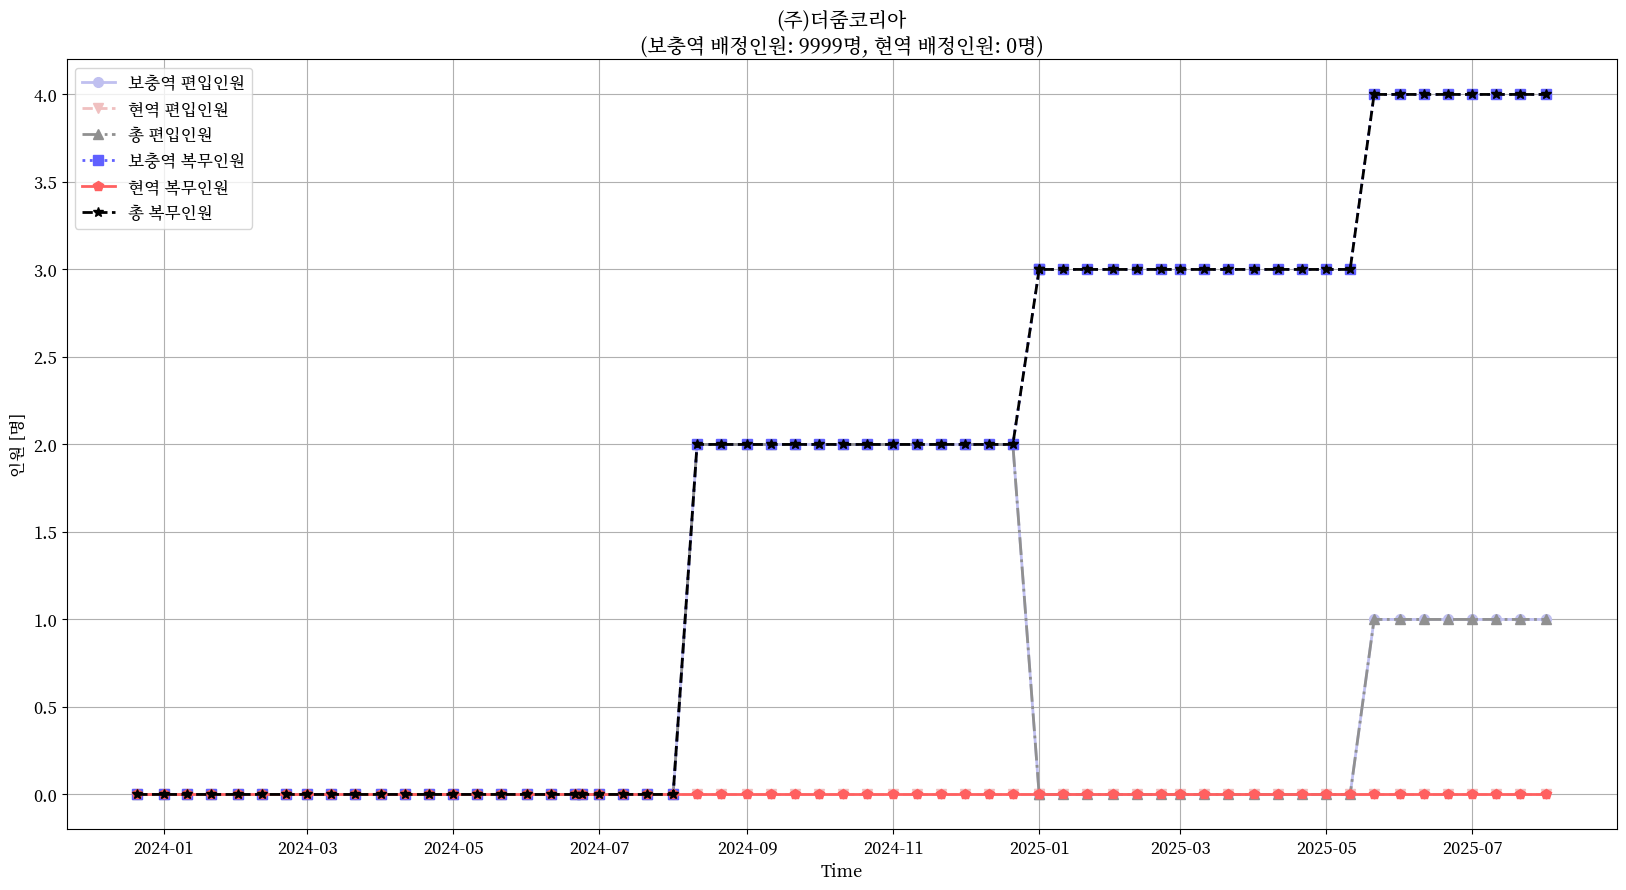 (주)더줌코리아
(보충역 배정인원: 9999명, 현역 배정인원: 0명)
보충역 편입인원
현역 편입인원
총 편입인원
보충역 복무인원
현역 복무인원
총 복무인원
인원 [명]
4.0
3.5
3.0
2.5
2.0
1.5
1.0
0.5
0.0
2024-01
2024-03
2024-05
2024-07
2024-09
2024-11
2025-01
2025-03
2025-05
2025-07
Time